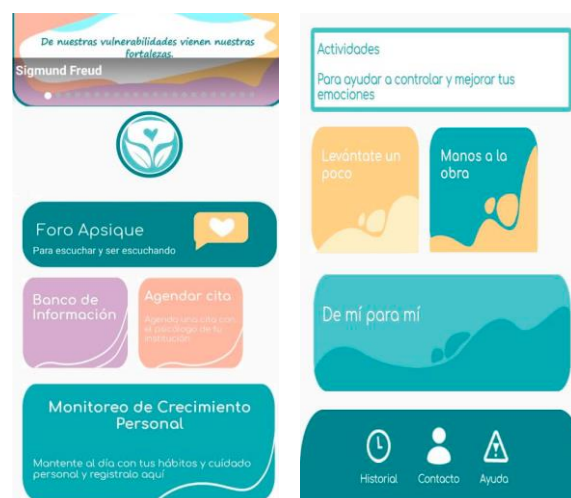 De nuestras vulnerabilidades vienen nuestras
fortalezas.
Sigmund Freud
Foro Apsique
Para escuchar y ser escuchando
Banco de
Información
Agendar cita
Agenda una cita con
el psicólogo de tu
institución
Monitoreo de Crecimiento
Personal
Mantente al día con tus hábitos y cuidado
personal y registralo aquí
Actividades
Para ayudar a controlar y mejorar tus
emociones
Levántate un
poco
Manos a la
obra
De mí para mí
Historial
Contacto
Ayuda